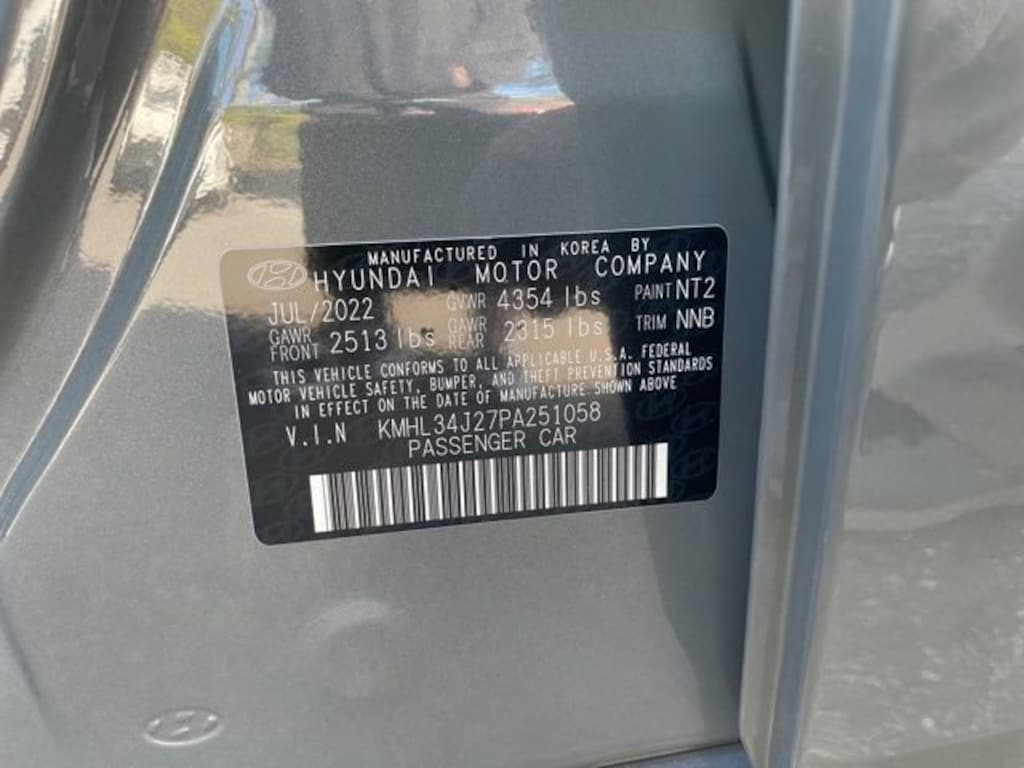 MANUFACTURED IN KOREA BY
HYUNDAI MOTOR COMPANY
JUL/2022 GVWR 4354 lbs PAINT NT2
GAWR FRONT 2513 lbs GAWR REAR 2315 lbs TRIM NNB
THIS VEHICLE CONFORMS TO ALL APPLICABLE U.S.A. FEDERAL
MOTOR VEHICLE SAFETY, BUMPER, AND THEFT PREVENTION STANDARDS
IN EFFECT ON THE DATE OF MANUFACTURE SHOWN ABOVE
V.I.N KMHL34J27PA251058
PASSENGER CAR